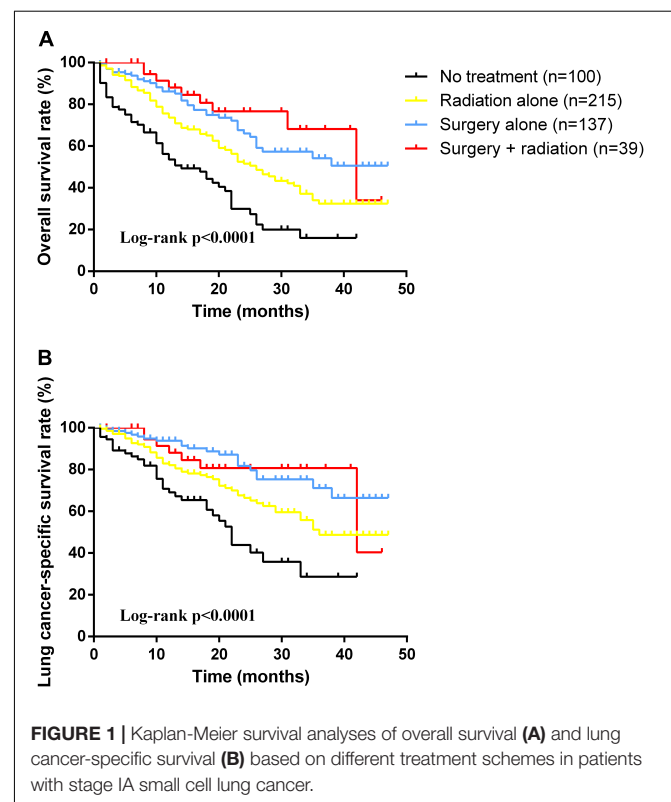 A
Overall survival rate (%)
100
80
60
40
20
0
Log-rank p<0.0001
0 10 20 30 40 50
Time (months)
No treatment (n=100)
Radiation alone (n=215)
Surgery alone (n=137)
Surgery + radiation (n=39)
B
Lung cancer-specific survival rate (%)
100
80
60
40
20
0
Log-rank p<0.0001
0 10 20 30 40 50
Time (months)
FIGURE 1 | Kaplan-Meier survival analyses of overall survival (A) and lung
cancer-specific survival (B) based on different treatment schemes in patients
with stage IA small cell lung cancer.